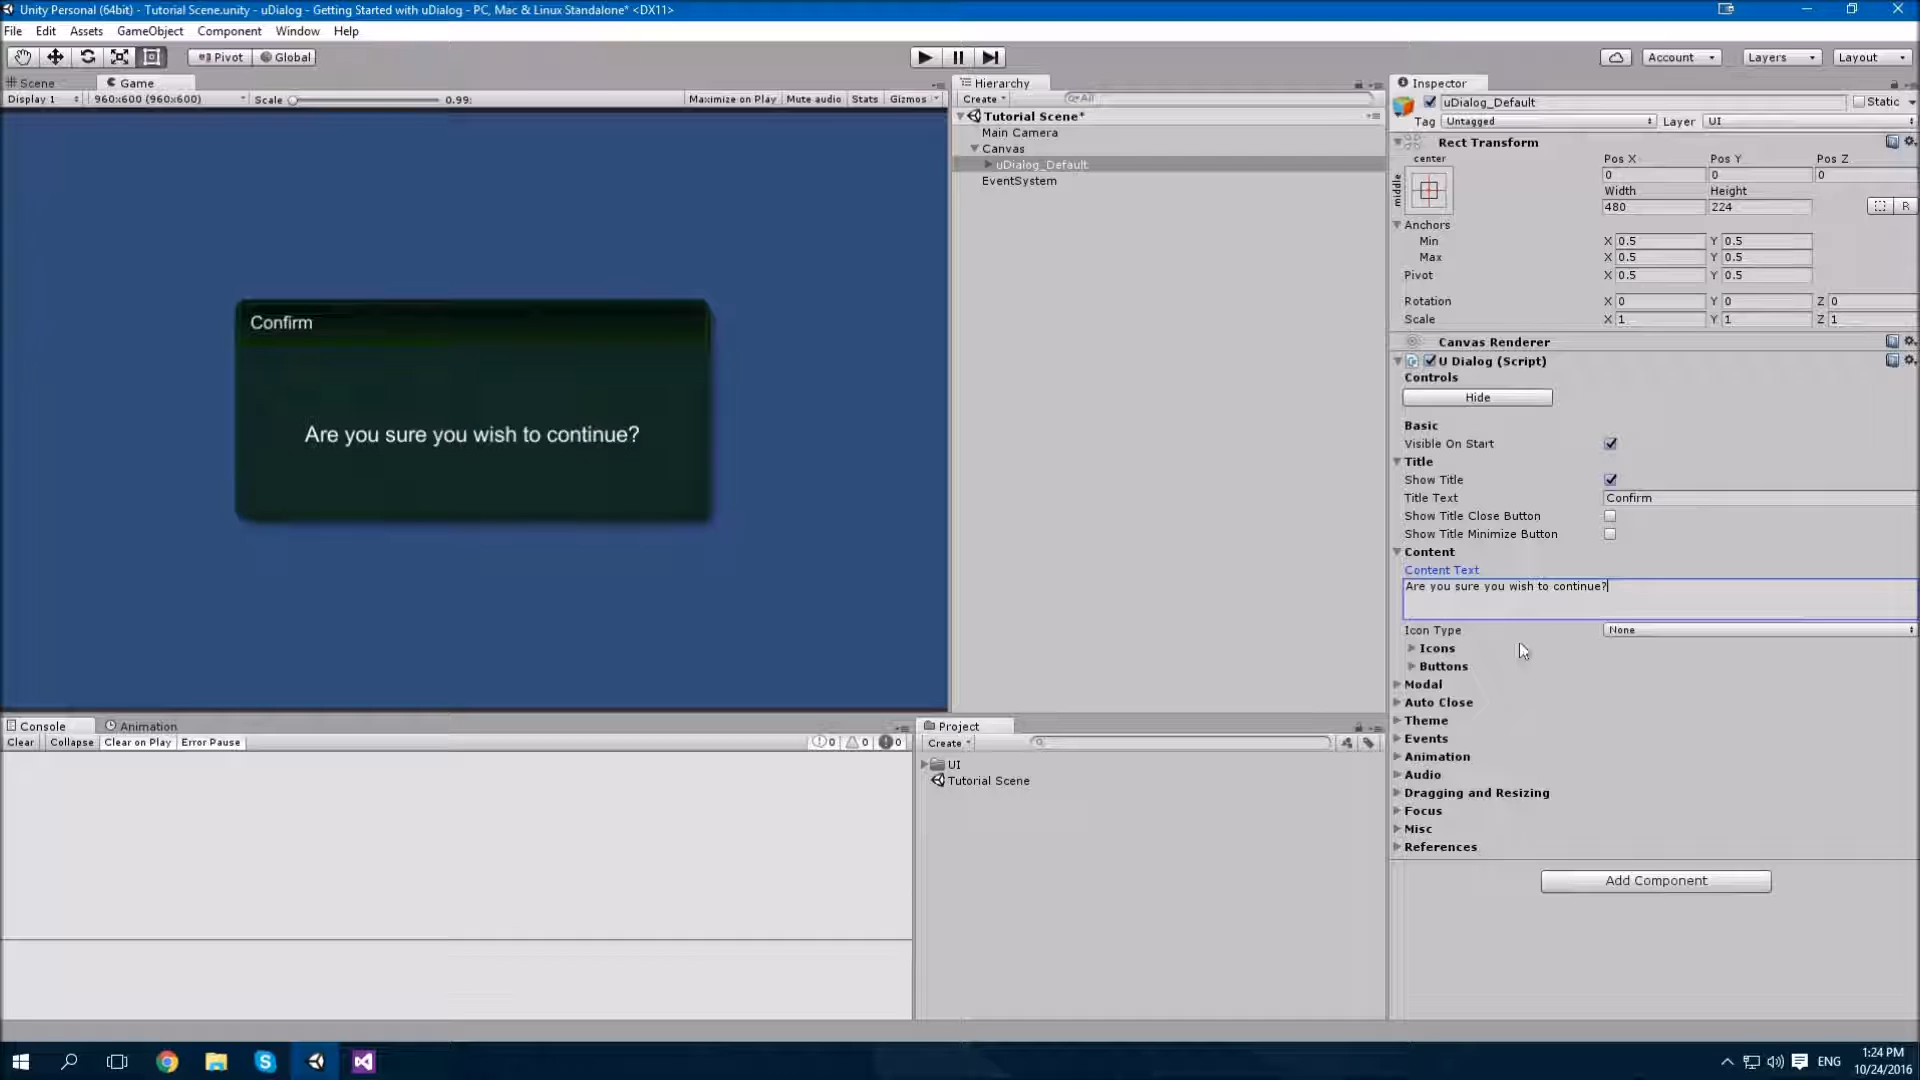 Unity Personal (64bit) - Tutorial Scene.unity - uDialog - Getting Started with uDialog - PC, Mac & Linux Standalone* <DX11>
File Edit Assets GameObject Component Window Help
Pivot Global Account Layers Layout
Scene Game Hierarchy Inspector
Display 1 960x600 (960x600) Scale 0.99: Maximize on Play Mute audio Stats Gizmos Create All
uDialog_Default Static
Tag Untagged Layer UI
Tutorial Scene*
Main Camera
Canvas
uDialog_Default
EventSystem
Rect Transform
center
middle
Pos X Pos Y Pos Z
0 0 0
Width Height
480 224 R
Anchors
Min X 0.5 Y 0.5
Max X 0.5 Y 0.5
Pivot X 0.5 Y 0.5
Rotation X 0 Y 0 Z 0
Scale X 1 Y 1 Z 1
Canvas Renderer
U Dialog (Script)
Controls
Hide
Basic
Visible On Start
Title
Show Title
Title Text Confirm
Show Title Close Button
Show Title Minimize Button
Content
Content Text
Are you sure you wish to continue?
Icon Type None
Icons
Buttons
Modal
Auto Close
Theme
Events
Animation
Audio
Dragging and Resizing
Focus
Misc
References
Add Component
Confirm
Are you sure you wish to continue?
Console Animation
Clear Collapse Clear on Play Error Pause 0 0 0
Project
Create
UI
Tutorial Scene
ENG
1:24 PM
10/24/2016